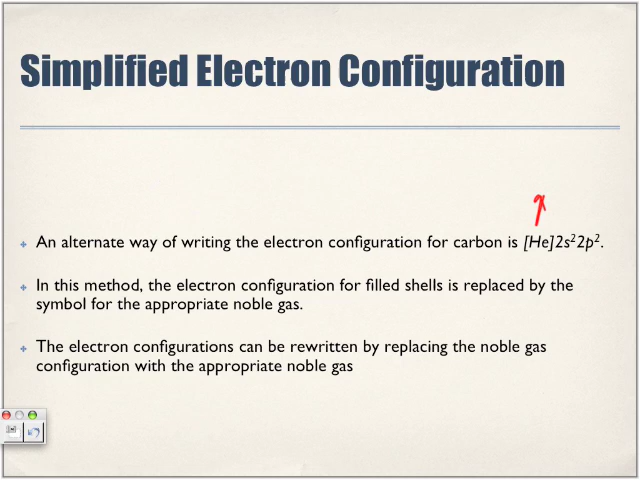 Simplified Electron Configuration
An alternate way of writing the electron configuration for carbon is [He]2s²2p².
In this method, the electron configuration for filled shells is replaced by the
symbol for the appropriate noble gas.
The electron configurations can be rewritten by replacing the noble gas
configuration with the appropriate noble gas